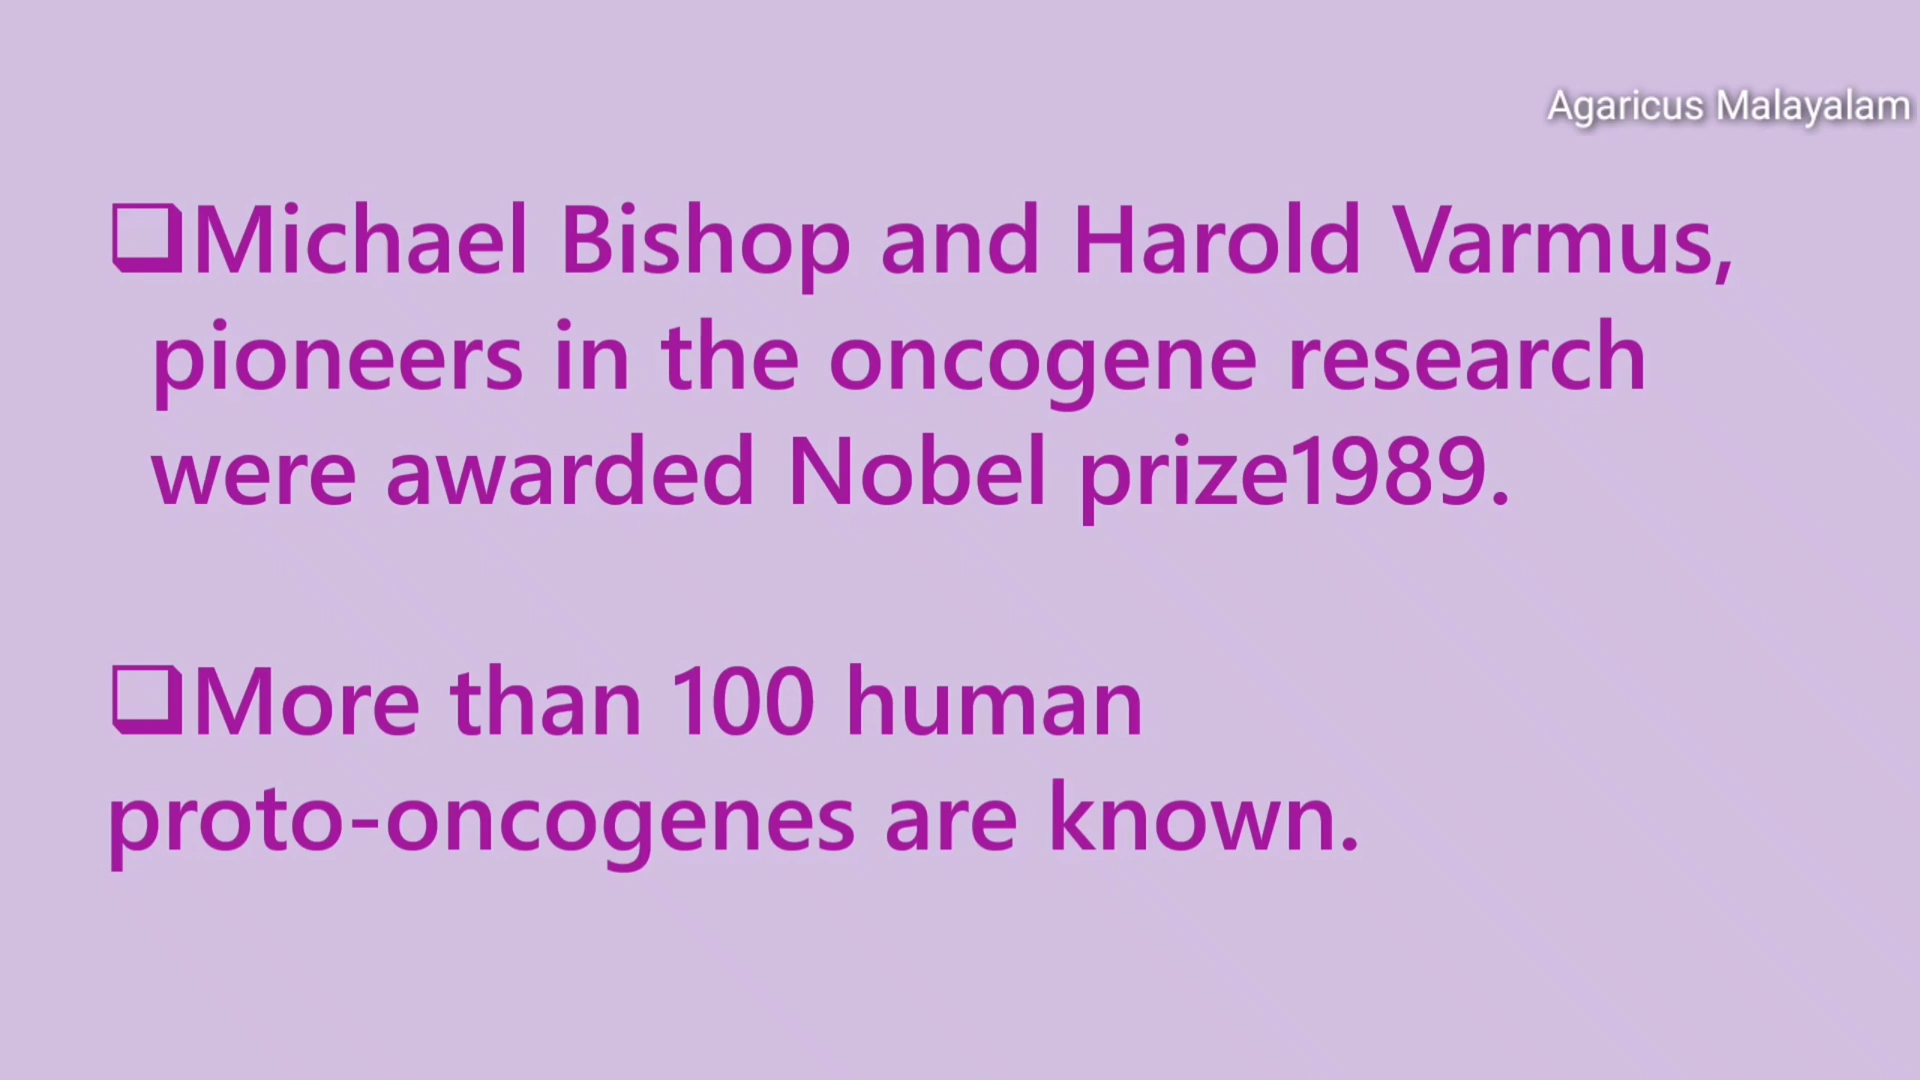 Agaricus Malayalam
❑Michael Bishop and Harold Varmus,
pioneers in the oncogene research
were awarded Nobel prize1989.
❑More than 100 human
proto-oncogenes are known.